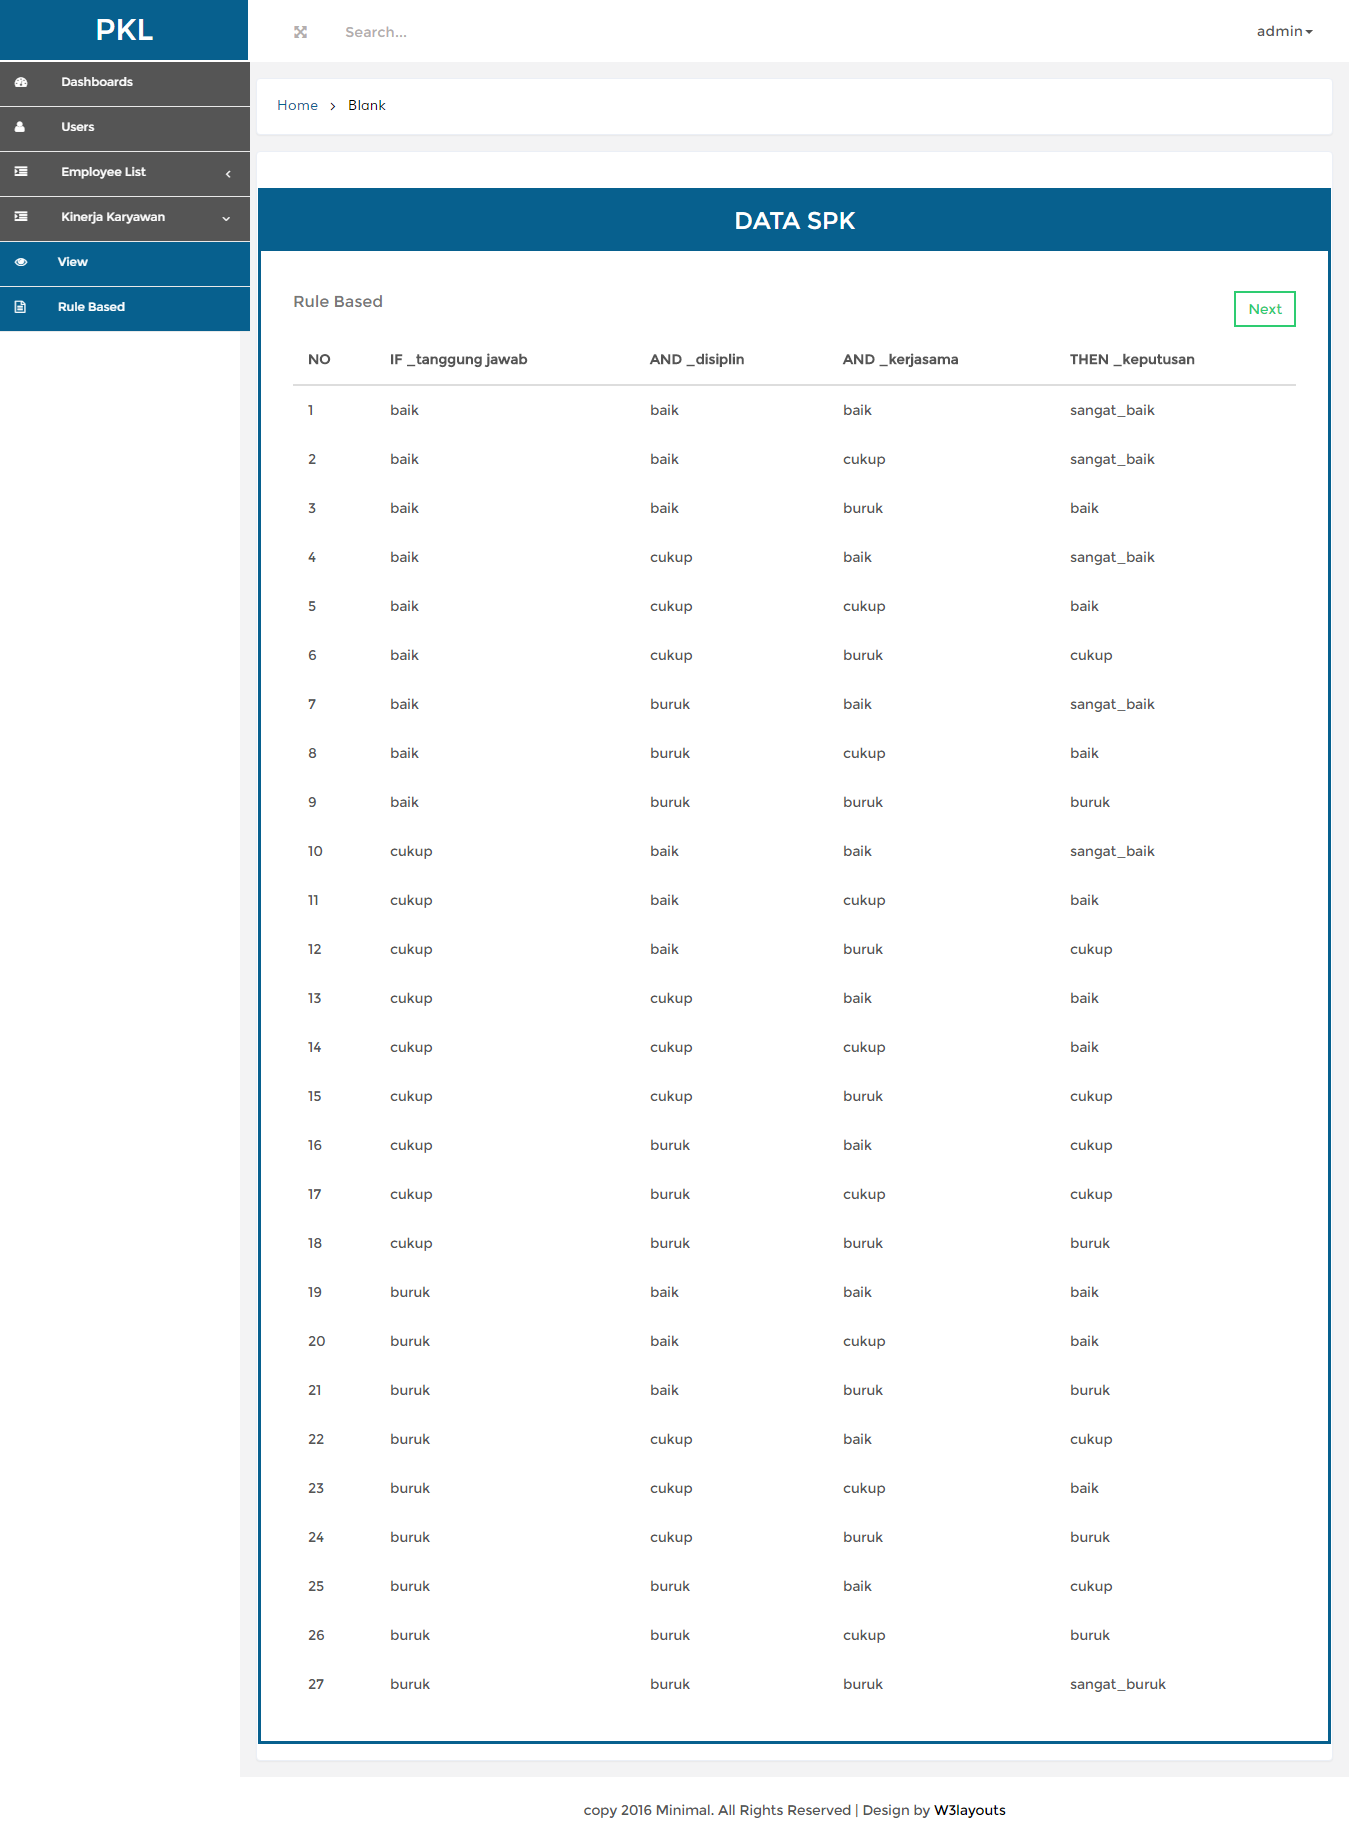 PKL
Search...
admin
Dashboards
Users
Employee List
Kinerja Karyawan
View
Rule Based
Home > Blank
DATA SPK
Rule Based
Next
NO IF _tanggung jawab AND _disiplin AND _kerjasama THEN _keputusan
1 baik baik baik sangat_baik
2 baik baik cukup sangat_baik
3 baik baik buruk baik
4 baik cukup baik sangat_baik
5 baik cukup cukup baik
6 baik cukup buruk cukup
7 baik buruk baik sangat_baik
8 baik buruk cukup baik
9 baik buruk buruk buruk
10 cukup baik baik sangat_baik
11 cukup baik cukup baik
12 cukup baik buruk cukup
13 cukup cukup baik baik
14 cukup cukup cukup baik
15 cukup cukup buruk cukup
16 cukup buruk baik cukup
17 cukup buruk cukup cukup
18 cukup buruk buruk buruk
19 buruk baik baik baik
20 buruk baik cukup baik
21 buruk baik buruk buruk
22 buruk cukup baik cukup
23 buruk cukup cukup baik
24 buruk cukup buruk buruk
25 buruk buruk baik cukup
26 buruk buruk cukup buruk
27 buruk buruk buruk sangat_buruk
copy 2016 Minimal. All Rights Reserved | Design by W3layouts